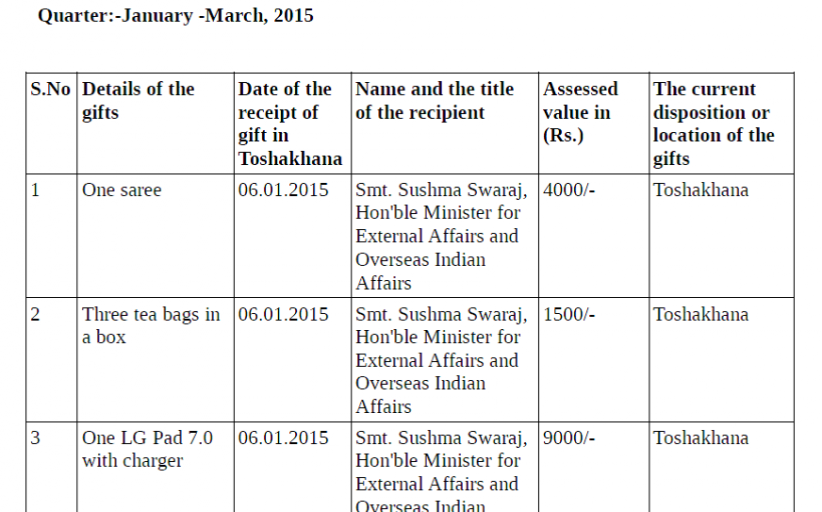 Quarter:-January -March, 2015
S.No Details of the gifts Date of the receipt of gift in Toshakhana Name and the title of the recipient Assessed value in (Rs.) The current disposition or location of the gifts
1 One saree 06.01.2015 Smt. Sushma Swaraj, Hon'ble Minister for External Affairs and Overseas Indian Affairs 4000/- Toshakhana
2 Three tea bags in a box 06.01.2015 Smt. Sushma Swaraj, Hon'ble Minister for External Affairs and Overseas Indian Affairs 1500/- Toshakhana
3 One LG Pad 7.0 with charger 06.01.2015 Smt. Sushma Swaraj, Hon'ble Minister for External Affairs and Overseas Indian 9000/- Toshakhana